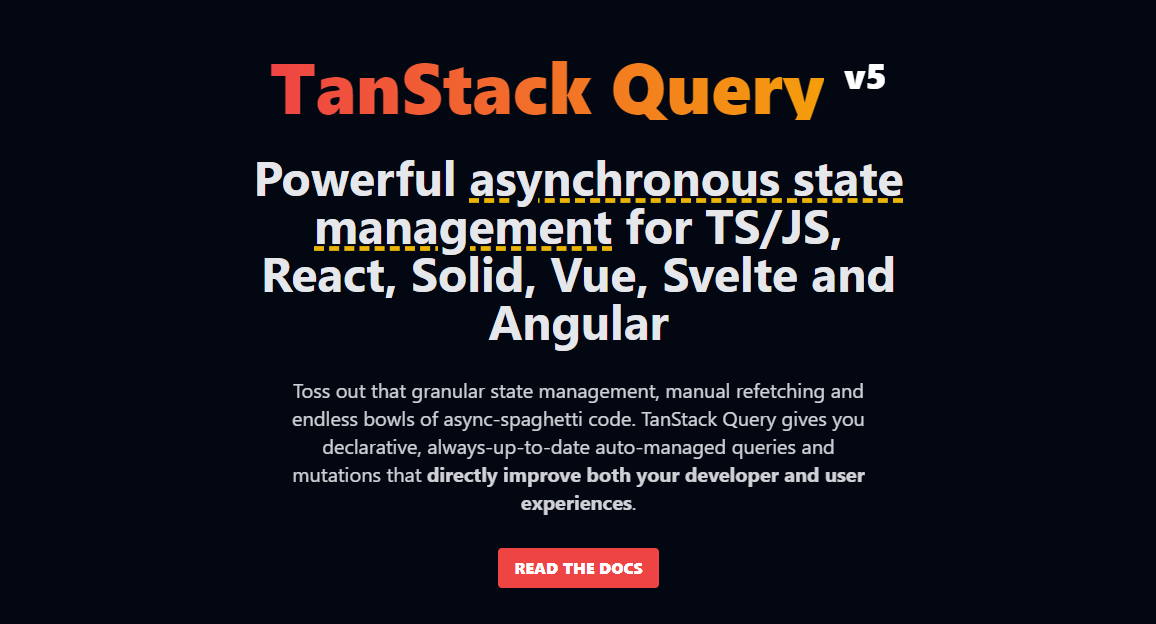 TanStack Query v5
Powerful asynchronous state
management for TS/JS,
React, Solid, Vue, Svelte and
Angular
Toss out that granular state management, manual refetching and
endless bowls of async-spaghetti code. TanStack Query gives you
declarative, always-up-to-date auto-managed queries and
mutations that directly improve both your developer and user
experiences.
READ THE DOCS